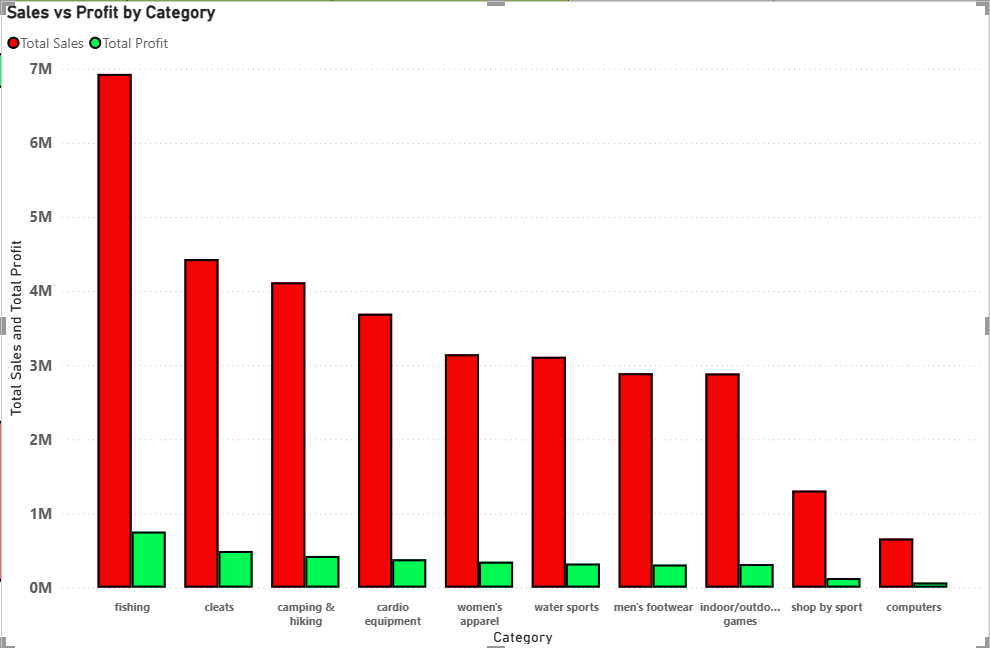 Sales vs Profit by Category
Total Sales Total Profit
7M
6M
5M
4M
3M
2M
1M
0M
Total Sales and Total Profit
fishing
cleats
camping &
hiking
cardio
equipment
women's
apparel
water sports
men's footwear
indoor/outdo...
games
shop by sport
computers
Category